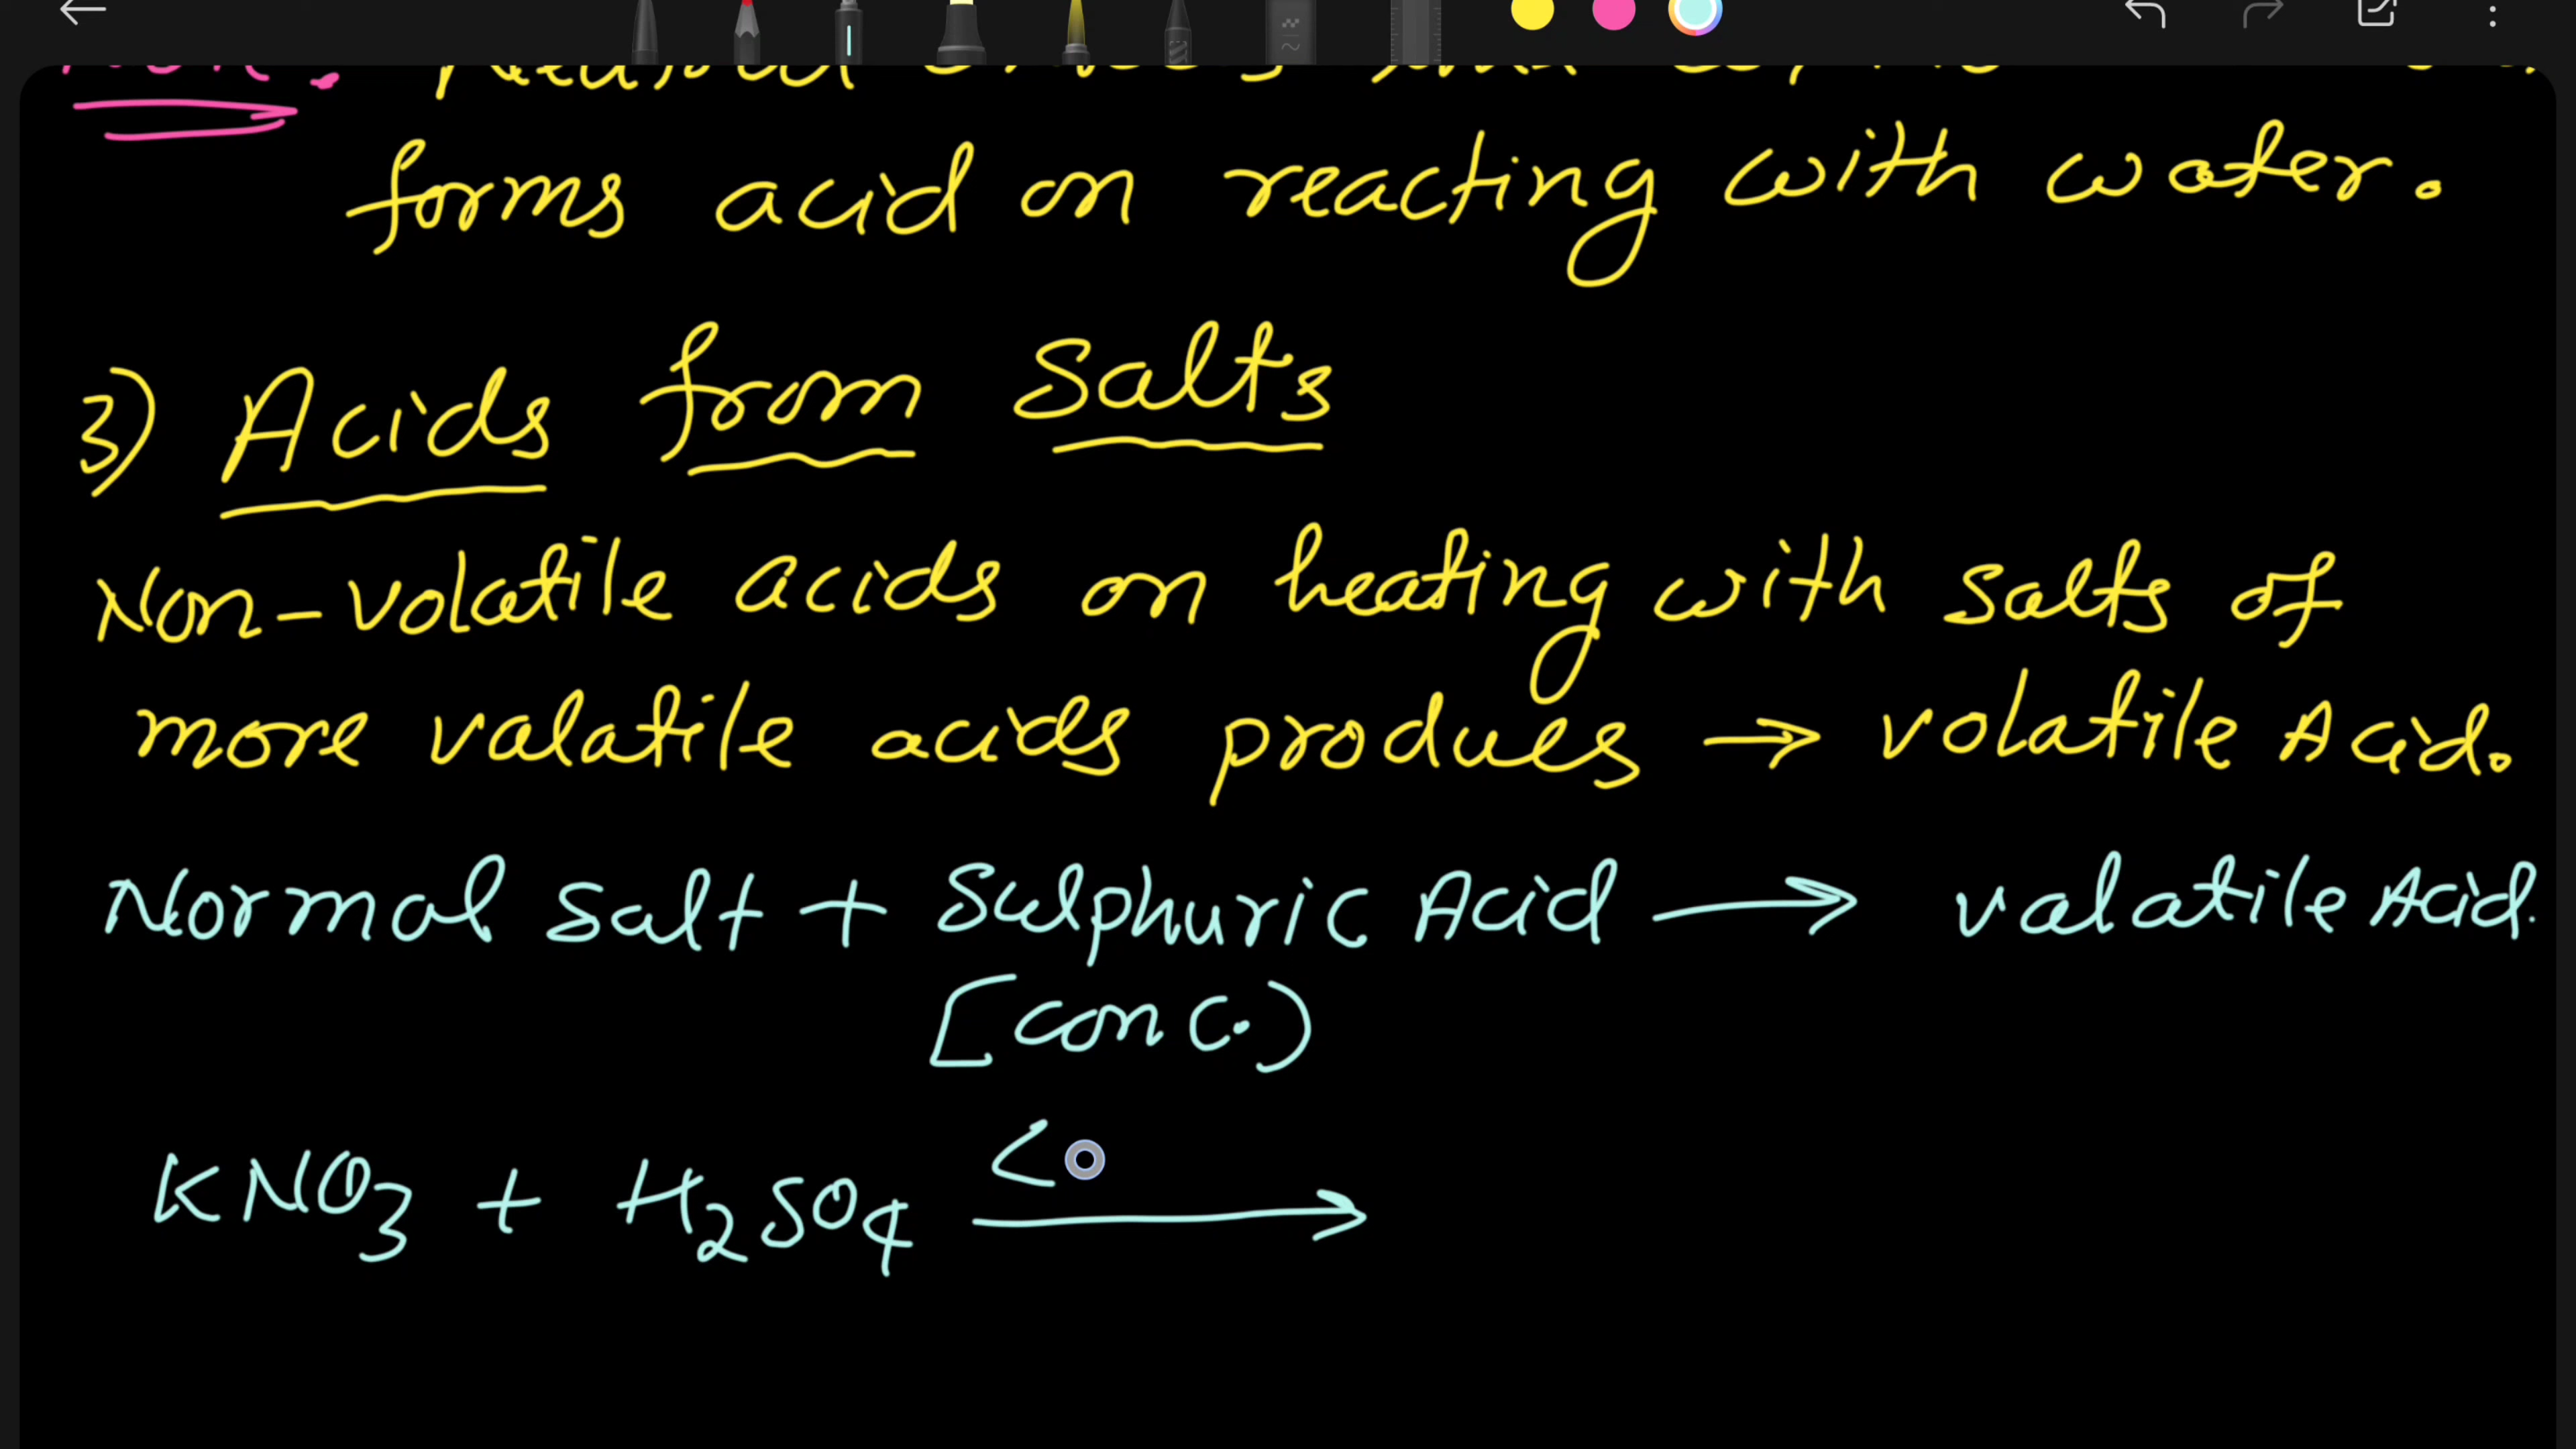 forms acid on reacting with water.
3) Acids from Salts
Non-volatile acids on heating with salts of
more valatile acids produes → volatile Acid.
Normal salt + Sulphuric Acid ⟶ valatile Acid.
[conc.)
KNO₃ + H₂SO₄ ⟶